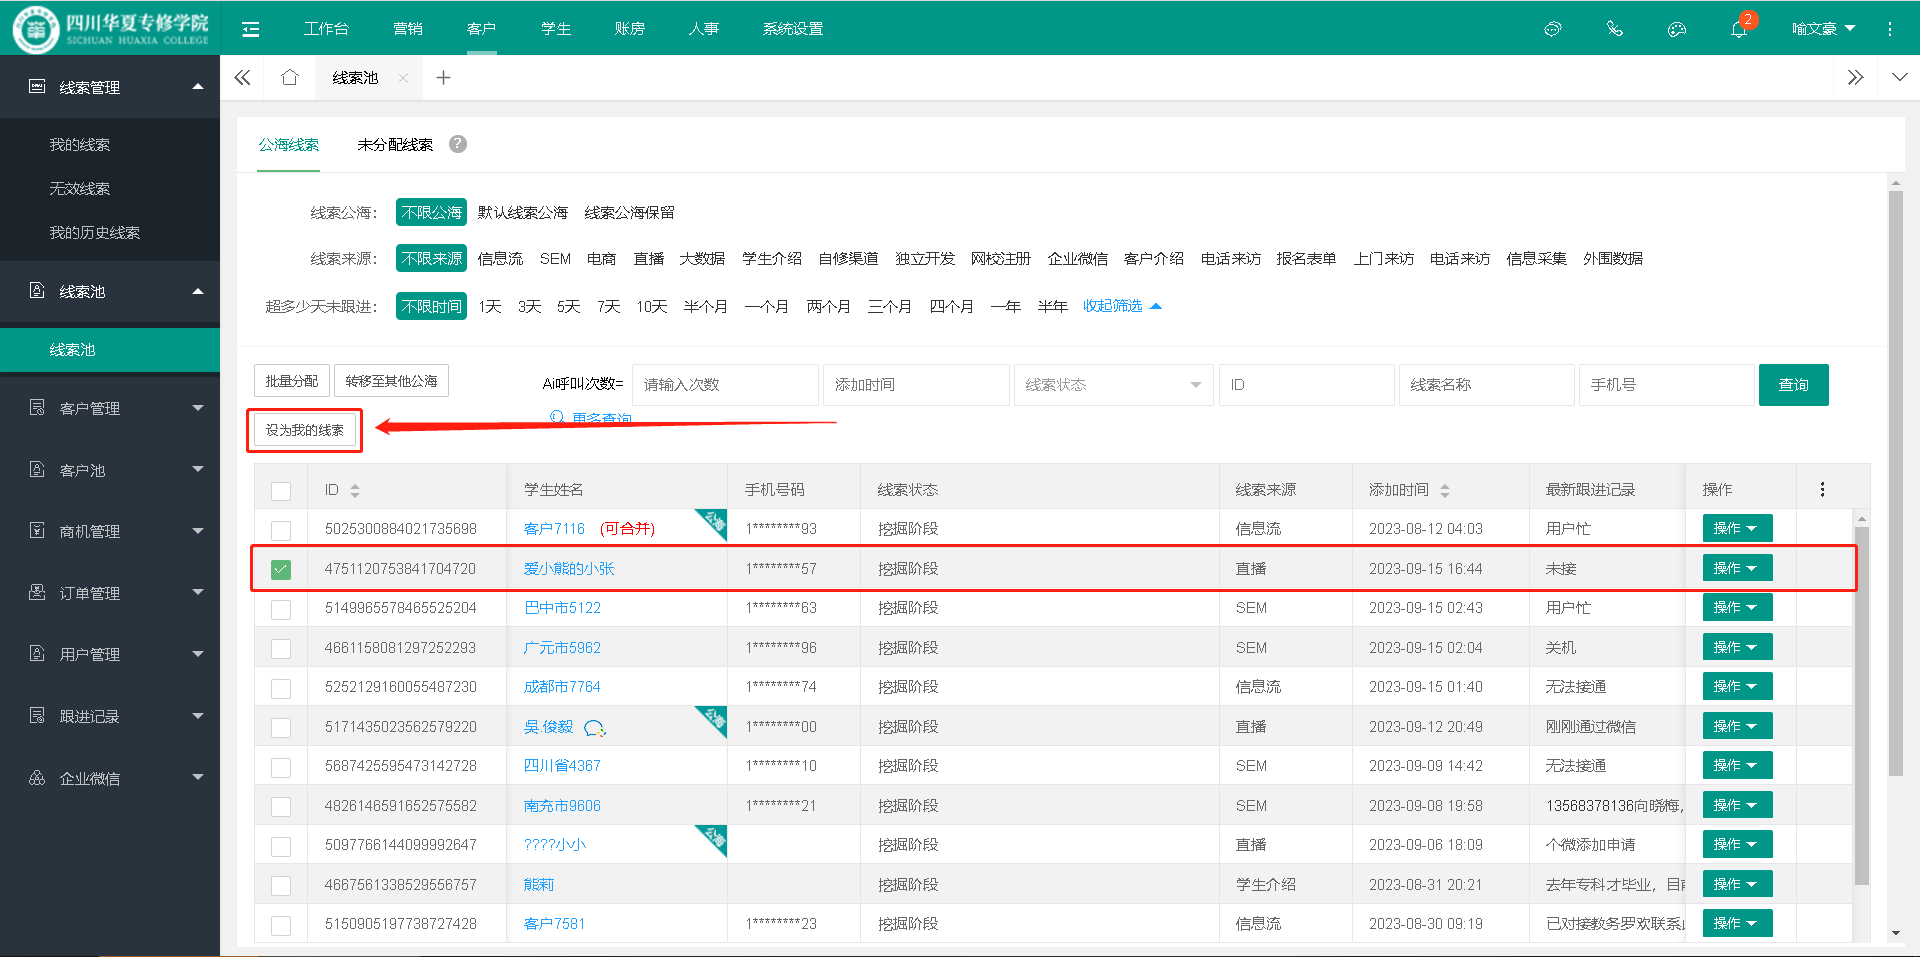 四川华夏专修学院
SICHUAN HUAXIA COLLEGE
工作台 营销 客户 学生 账房 人事 系统设置
2
喻文豪
线索管理
我的线索
无效线索
我的历史线索
线索池
线索池
客户管理
客户池
商机管理
订单管理
用户管理
跟进记录
企业微信
线索池
公海线索 未分配线索 ?
线索公海: 不限公海 默认线索公海 线索公海保留
线索来源: 不限来源 信息流 SEM 电商 直播 大数据 学生介绍 自修渠道 独立开发 网校注册 企业微信 客户介绍 电话来访 报名表单 上门来访 电话来访 信息采集 外围数据
超多少天未跟进: 不限时间 1天 3天 5天 7天 10天 半个月 一个月 两个月 三个月 四个月 一年 半年 收起筛选
批量分配 转移至其他公海 Ai呼叫次数= 请输入次数 添加时间 线索状态 ID 线索名称 手机号 查询
设为我的线索 更多查询
ID 学生姓名 手机号码 线索状态 线索来源 添加时间 最新跟进记录 操作
5025300884021735698 客户7116 (可合并) 公海 1********93 挖掘阶段 信息流 2023-08-12 04:03 用户忙 操作
4751120753841704720 爱小熊的小张 1********57 挖掘阶段 直播 2023-09-15 16:44 未接 操作
5149965578465525204 巴中市5122 1********63 挖掘阶段 SEM 2023-09-15 02:43 用户忙 操作
4661158081297252293 广元市5962 1********96 挖掘阶段 SEM 2023-09-15 02:04 关机 操作
5252129160055487230 成都市7764 1********74 挖掘阶段 信息流 2023-09-15 01:40 无法接通 操作
5171435023562579220 吴.俊毅 公海 1********00 挖掘阶段 直播 2023-09-12 20:49 刚刚通过微信 操作
5687425595473142728 四川省4367 1********10 挖掘阶段 SEM 2023-09-09 14:42 无法接通 操作
4826146591652575582 南充市9606 1********21 挖掘阶段 SEM 2023-09-08 19:58 13568378136向晓梅, 操作
5097766144099992647 ????小小 公海 挖掘阶段 直播 2023-09-06 18:09 个微添加申请 操作
4667561338529556757 熊莉 挖掘阶段 学生介绍 2023-08-31 20:21 去年专科才毕业，目 操作
5150905197738727428 客户7581 1********23 挖掘阶段 信息流 2023-08-30 09:19 已对接教务罗欢联系 操作